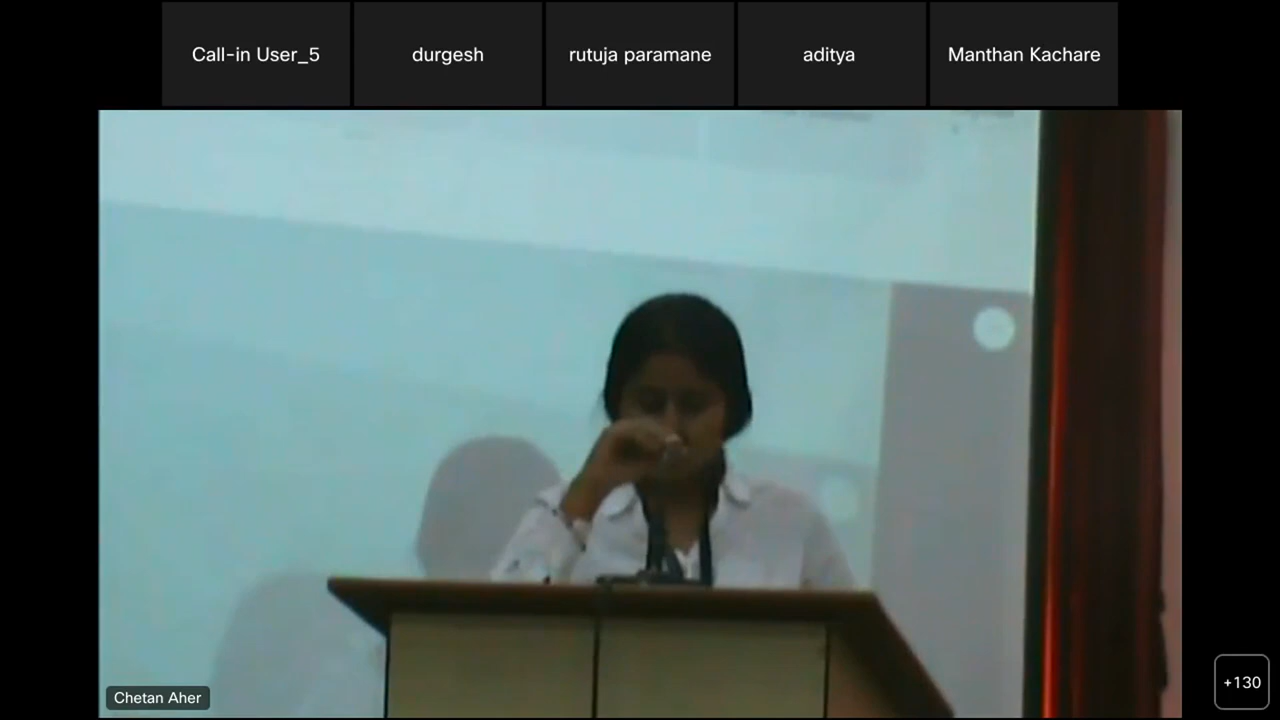 Call-in User_5
durgesh
rutuja paramane
aditya
Manthan Kachare
Chetan Aher
+130